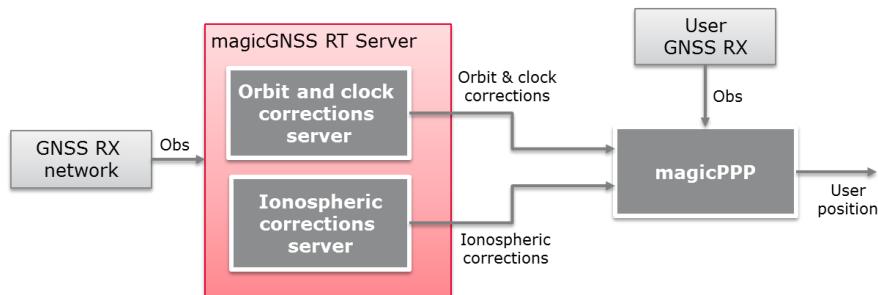 magicGNSS RT Server
User
GNSS RX
Orbit and clock
corrections
server
Orbit & clock
corrections
Obs
GNSS RX
network
Obs
magicPPP
User
position
Ionospheric
corrections
server
Ionospheric
corrections